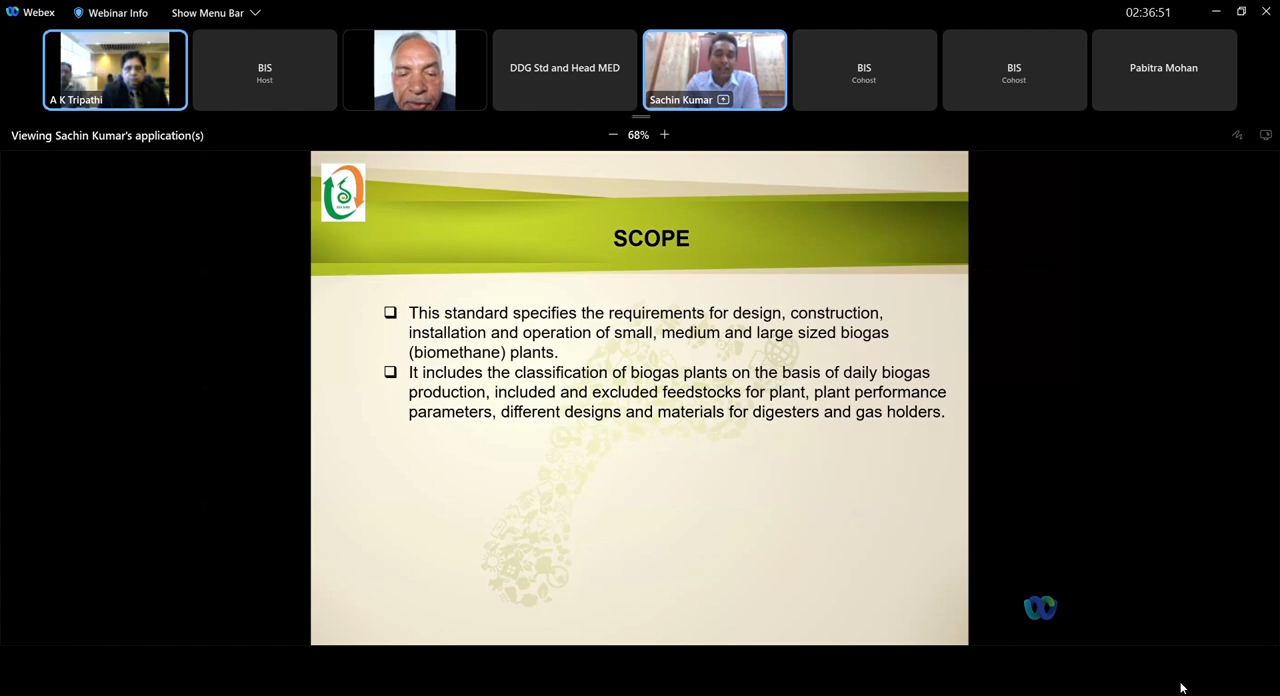 Webex
Webinar Info
Show Menu Bar
02:36:51
A K Tripathi
BIS
Host
DDG Std and Head MED
Sachin Kumar
BIS
Cohost
BIS
Cohost
Pabitra Mohan
Viewing Sachin Kumar's application(s)
68%
SCOPE
This standard specifies the requirements for design, construction,
installation and operation of small, medium and large sized biogas
(biomethane) plants.
It includes the classification of biogas plants on the basis of daily biogas
production, included and excluded feedstocks for plant, plant performance
parameters, different designs and materials for digesters and gas holders.